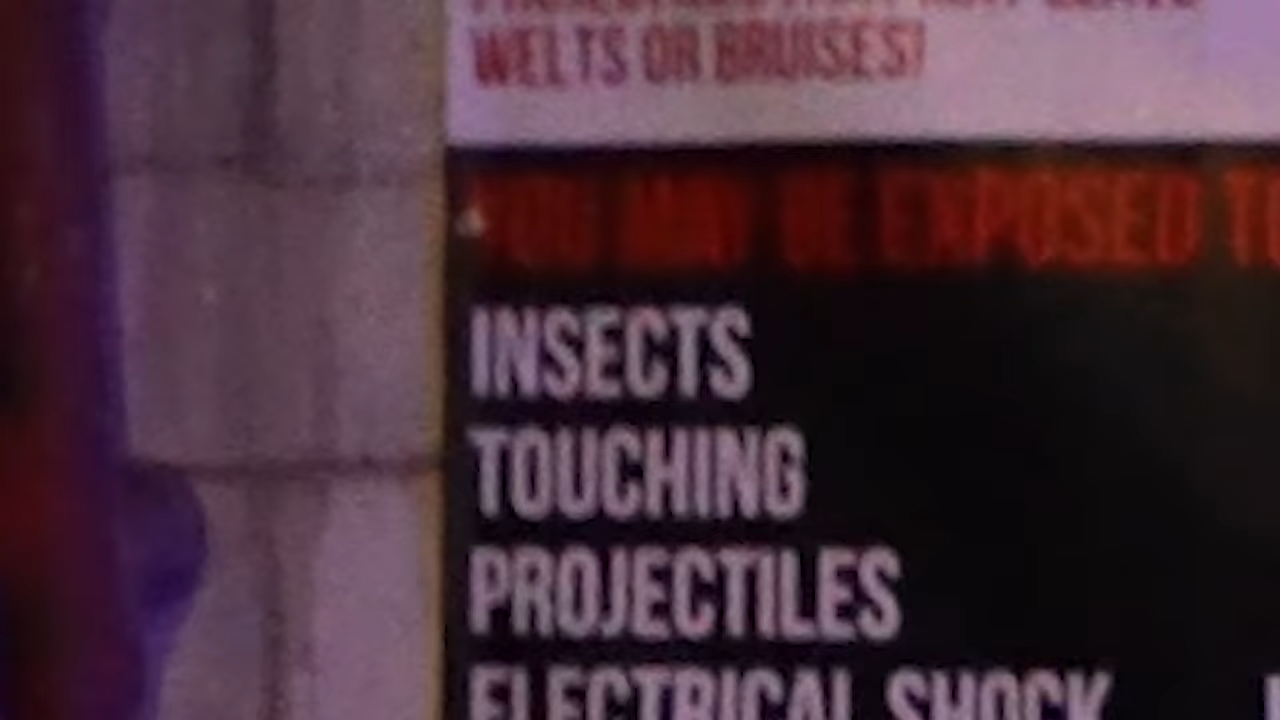 WELTS OR BRUISES!
YOU MAY BE EXPOSED TO
INSECTS
TOUCHING
PROJECTILES
ELECTRICAL SHOCK